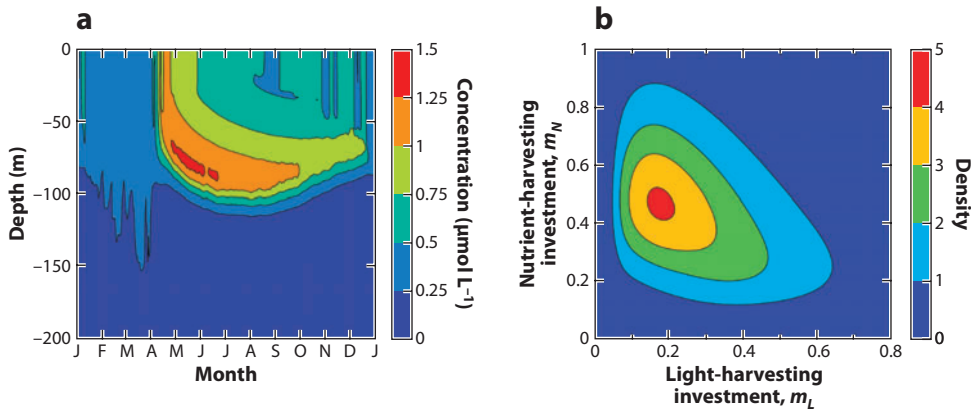 a
0
−50
−100
−150
−200
Depth (m)
J F M A M J J A S O N D J
Month
1.5
1.25
1
0.75
0.5
0.25
0
Concentration (μmol L⁻¹)
b
1
0.8
0.6
0.4
0.2
0
Nutrient-harvesting
investment, mN
0 0.2 0.4 0.6 0.8
Light-harvesting
investment, mL
5
4
3
2
1
0
Density